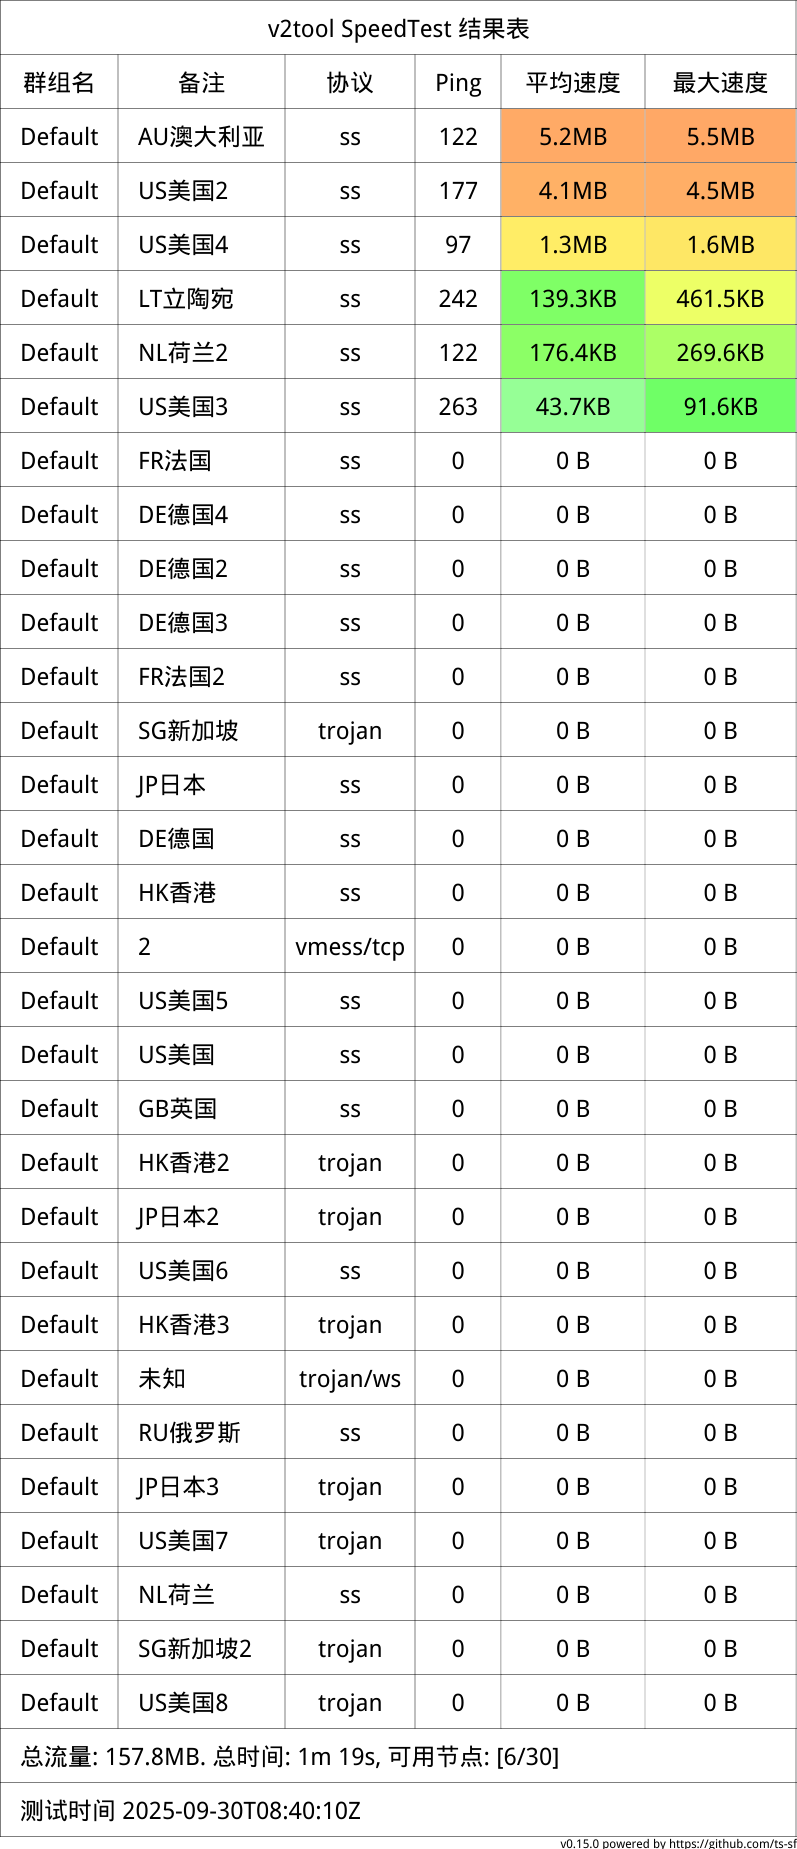 v2tool SpeedTest 结果表
群组名 备注 协议 Ping 平均速度 最大速度
Default AU澳大利亚 ss 122 5.2MB 5.5MB
Default US美国2 ss 177 4.1MB 4.5MB
Default US美国4 ss 97 1.3MB 1.6MB
Default LT立陶宛 ss 242 139.3KB 461.5KB
Default NL荷兰2 ss 122 176.4KB 269.6KB
Default US美国3 ss 263 43.7KB 91.6KB
Default FR法国 ss 0 0 B 0 B
Default DE德国4 ss 0 0 B 0 B
Default DE德国2 ss 0 0 B 0 B
Default DE德国3 ss 0 0 B 0 B
Default FR法国2 ss 0 0 B 0 B
Default SG新加坡 trojan 0 0 B 0 B
Default JP日本 ss 0 0 B 0 B
Default DE德国 ss 0 0 B 0 B
Default HK香港 ss 0 0 B 0 B
Default 2 vmess/tcp 0 0 B 0 B
Default US美国5 ss 0 0 B 0 B
Default US美国 ss 0 0 B 0 B
Default GB英国 ss 0 0 B 0 B
Default HK香港2 trojan 0 0 B 0 B
Default JP日本2 trojan 0 0 B 0 B
Default US美国6 ss 0 0 B 0 B
Default HK香港3 trojan 0 0 B 0 B
Default 未知 trojan/ws 0 0 B 0 B
Default RU俄罗斯 ss 0 0 B 0 B
Default JP日本3 trojan 0 0 B 0 B
Default US美国7 trojan 0 0 B 0 B
Default NL荷兰 ss 0 0 B 0 B
Default SG新加坡2 trojan 0 0 B 0 B
Default US美国8 trojan 0 0 B 0 B
总流量: 157.8MB. 总时间: 1m 19s, 可用节点: [6/30]
测试时间 2025-09-30T08:40:10Z
v0.15.0 powered by https://github.com/ts-sf